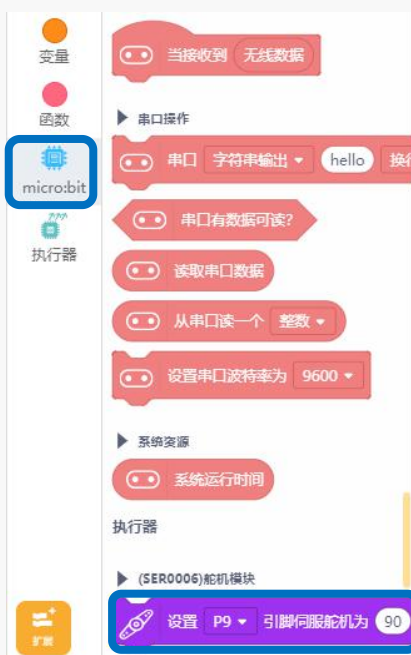 变量
函数
micro:bit
执行器
扩展
当接收到 无线数据
串口操作
串口 字符串输出 hello 换行
串口有数据可读?
读取串口数据
从串口读一个 整数
设置串口波特率为 9600
系统资源
系统运行时间
执行器
(SER0006)舵机模块
设置 P9 引脚伺服舵机为 90